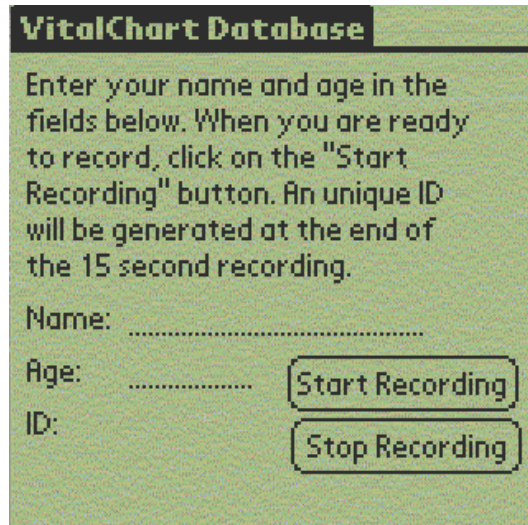 VitalChart Database
Enter your name and age in the
fields below. When you are ready
to record, click on the "Start
Recording" button. An unique ID
will be generated at the end of
the 15 second recording.
Name:
Age:
Start Recording
ID:
Stop Recording